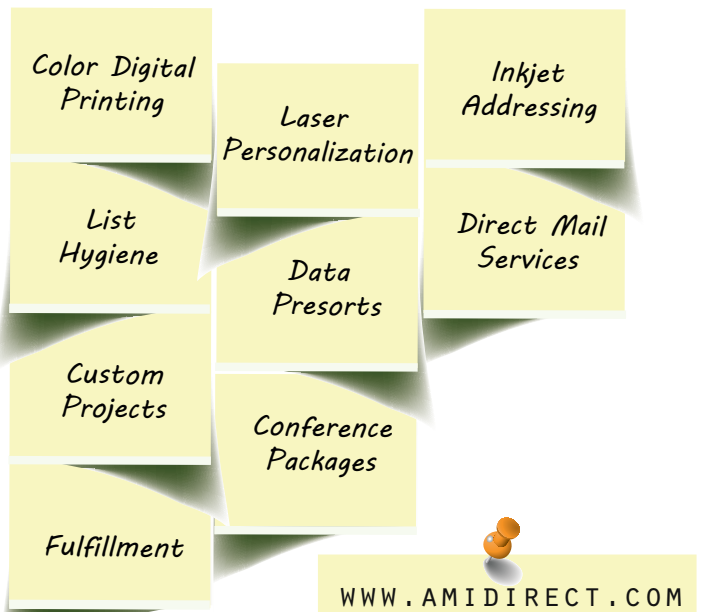 Color Digital
Printing
Laser
Personalization
Inkjet
Addressing
List
Hygiene
Data
Presorts
Direct Mail
Services
Custom
Projects
Conference
Packages
Fulfillment
WWW.AMIDIRECT.COM